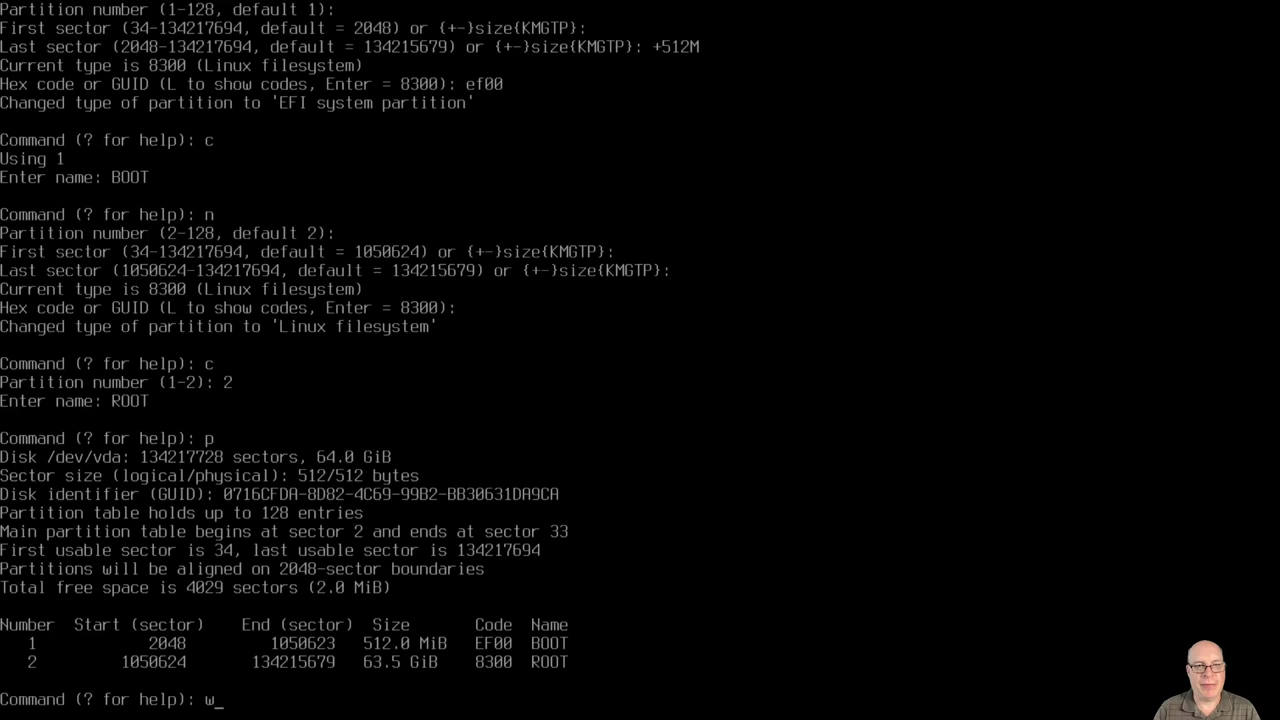 Partition number (1-128, default 1):
First sector (34-134217694, default = 2048) or {+-}size{KMGTP}:
Last sector (2048-134217694, default = 134215679) or {+-}size{KMGTP}: +512M
Current type is 8300 (Linux filesystem)
Hex code or GUID (L to show codes, Enter = 8300): ef00
Changed type of partition to 'EFI system partition'
Command (? for help): c
Using 1
Enter name: BOOT
Command (? for help): n
Partition number (2-128, default 2):
First sector (34-134217694, default = 1050624) or {+-}size{KMGTP}:
Last sector (1050624-134217694, default = 134215679) or {+-}size{KMGTP}:
Current type is 8300 (Linux filesystem)
Hex code or GUID (L to show codes, Enter = 8300):
Changed type of partition to 'Linux filesystem'
Command (? for help): c
Partition number (1-2): 2
Enter name: ROOT
Command (? for help): p
Disk /dev/vda: 134217728 sectors, 64.0 GiB
Sector size (logical/physical): 512/512 bytes
Disk identifier (GUID): 0716CFDA-8D82-4C69-99B2-BB30631DA9CA
Partition table holds up to 128 entries
Main partition table begins at sector 2 and ends at sector 33
First usable sector is 34, last usable sector is 134217694
Partitions will be aligned on 2048-sector boundaries
Total free space is 4029 sectors (2.0 MiB)
Number  Start (sector)    End (sector)  Size       Code  Name
   1            2048         1050623   512.0 MiB   EF00  BOOT
   2         1050624       134215679   63.5 GiB    8300  ROOT
Command (? for help): w_